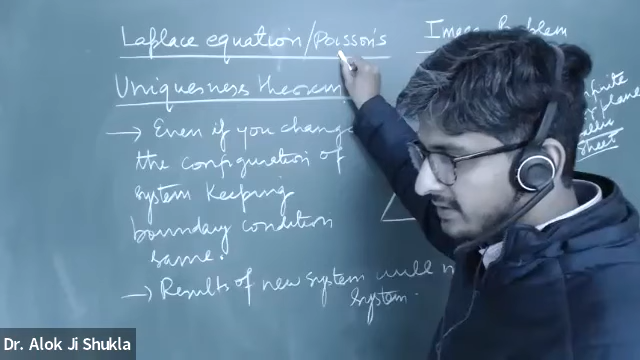 Laplace equation/Poisson's
Image Problem
Uniqueness theorem
→ Even if you change
the configuration of
system keeping
boundary condition
same.
→ Results of new system will
system.
infinite
plane
Sheet
Dr. Alok Ji Shukla